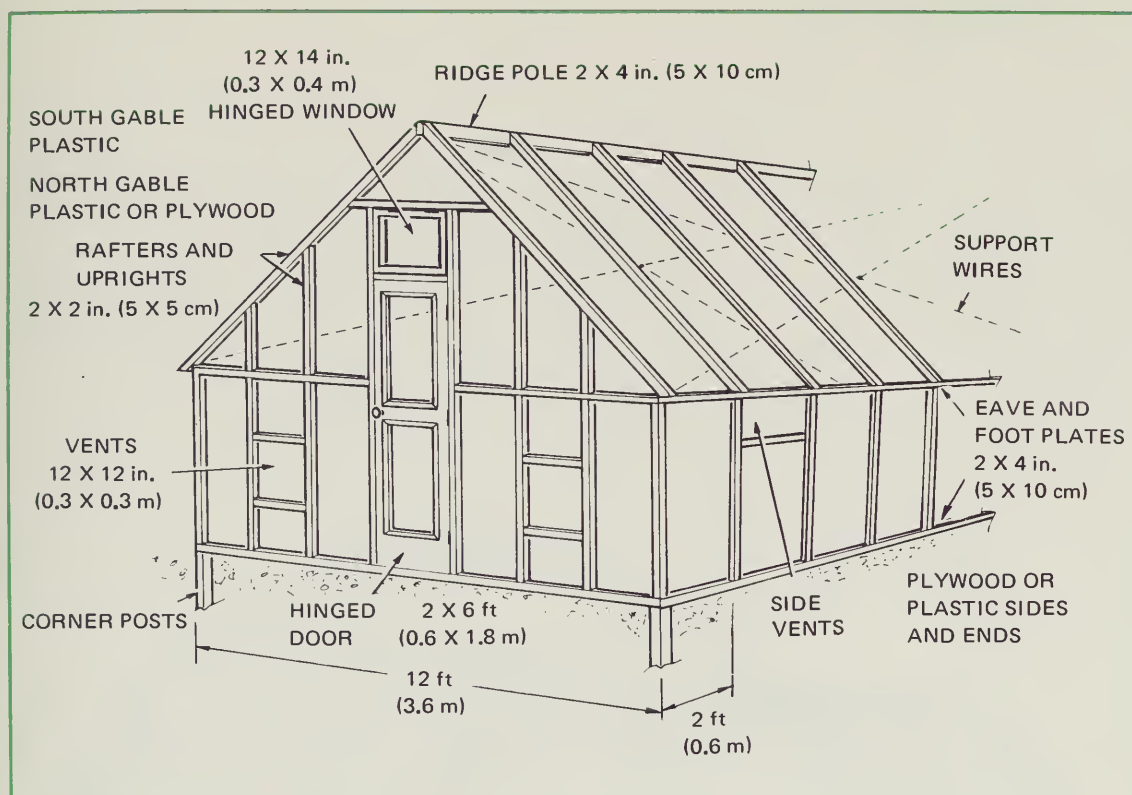 12 X 14 in.
(0.3 X 0.4 m)
HINGED WINDOW
RIDGE POLE 2 X 4 in. (5 X 10 cm)
SOUTH GABLE
PLASTIC
NORTH GABLE
PLASTIC OR PLYWOOD
RAFTERS AND
UPRIGHTS
2 X 2 in. (5 X 5 cm)
SUPPORT
WIRES
VENTS
12 X 12 in.
(0.3 X 0.3 m)
EAVE AND
FOOT PLATES
2 X 4 in.
(5 X 10 cm)
CORNER POSTS
HINGED
DOOR
2 X 6 ft
(0.6 X 1.8 m)
SIDE
VENTS
PLYWOOD OR
PLASTIC SIDES
AND ENDS
12 ft
(3.6 m)
2 ft
(0.6 m)